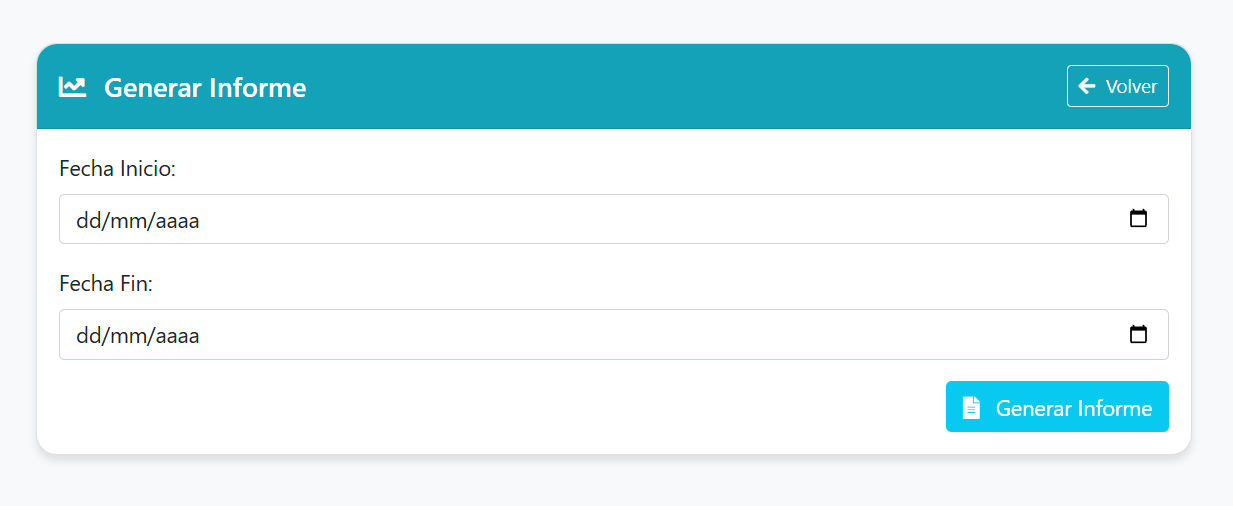 Generar Informe
Volver
Fecha Inicio:
dd/mm/aaaa
Fecha Fin:
dd/mm/aaaa
Generar Informe